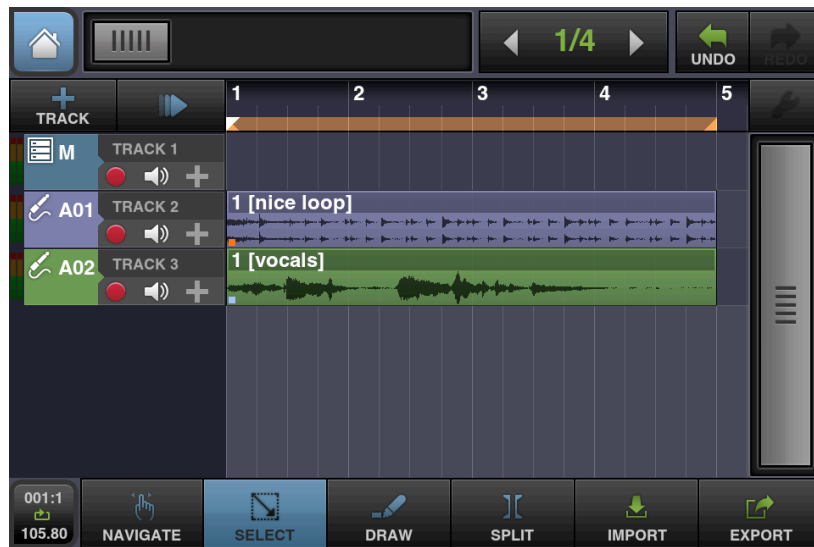 1/4
UNDO
REDO
TRACK
1 2 3 4 5
M TRACK 1
A01 TRACK 2
1 [nice loop]
A02 TRACK 3
1 [vocals]
001:1
105.80
NAVIGATE
SELECT
DRAW
SPLIT
IMPORT
EXPORT